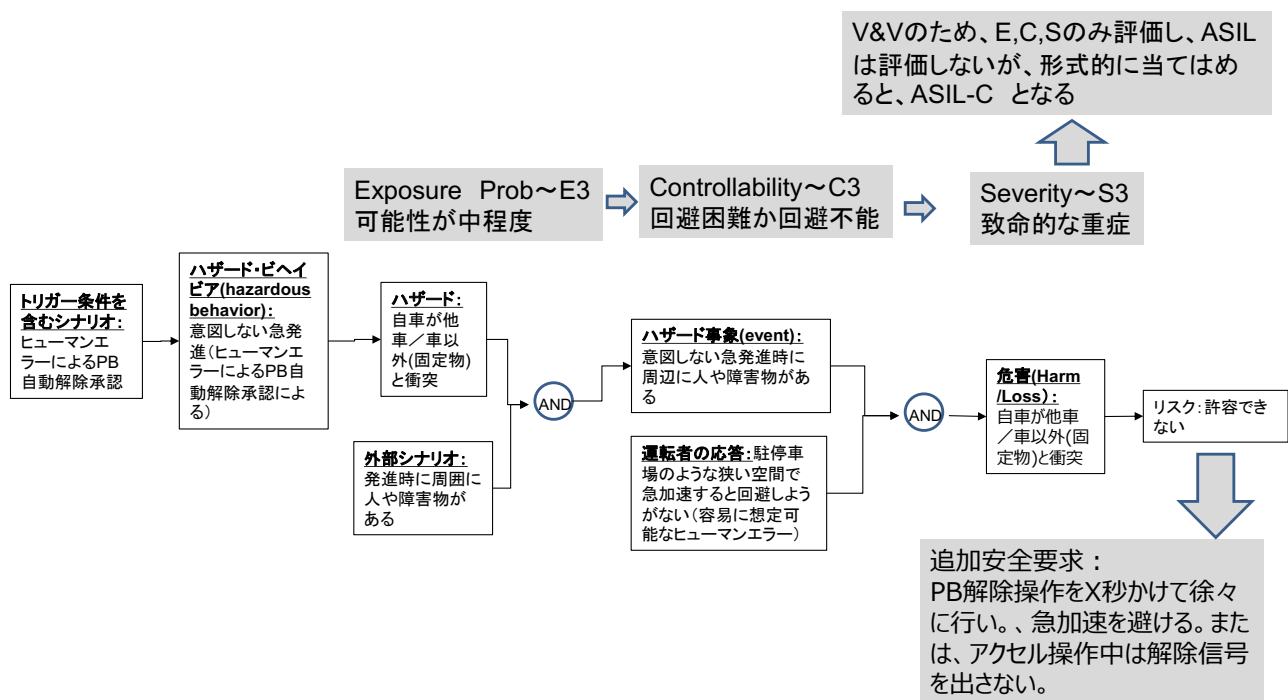 V&Vのため、E,C,Sのみ評価し、ASIL
は評価しないが、形式的に当てはめ
ると、ASIL-C　となる
Exposure　Prob～E3
可能性が中程度
Controllability～C3
回避困難か回避不能
Severity～S3
致命的な重症
トリガー条件を
含むシナリオ：
ヒューマンエ
ラーによるPB
自動解除承認
ハザード・ビヘイ
ビア(hazardous
behavior)：
意図しない急発
進（ヒューマンエ
ラーによるPB自
動解除承認によ
る）
ハザード：
自車が他
車／車以
外(固定物)
と衝突
外部シナリオ：
発進時に周囲に
人や障害物が
ある
AND
ハザード事象(event)：
意図しない急発進時に
周辺に人や障害物があ
る
運転者の応答：駐停車
場のような狭い空間で
急加速すると回避しよう
がない（容易に想定可
能なヒューマンエラー）
AND
危害(Harm
/Loss）：
自車が他車
／車以外(固
定物)と衝突
リスク：許容でき
ない
追加安全要求：
PB解除操作をX秒かけて徐々
に行い。、急加速を避ける。また
は、アクセル操作中は解除信号
を出さない。